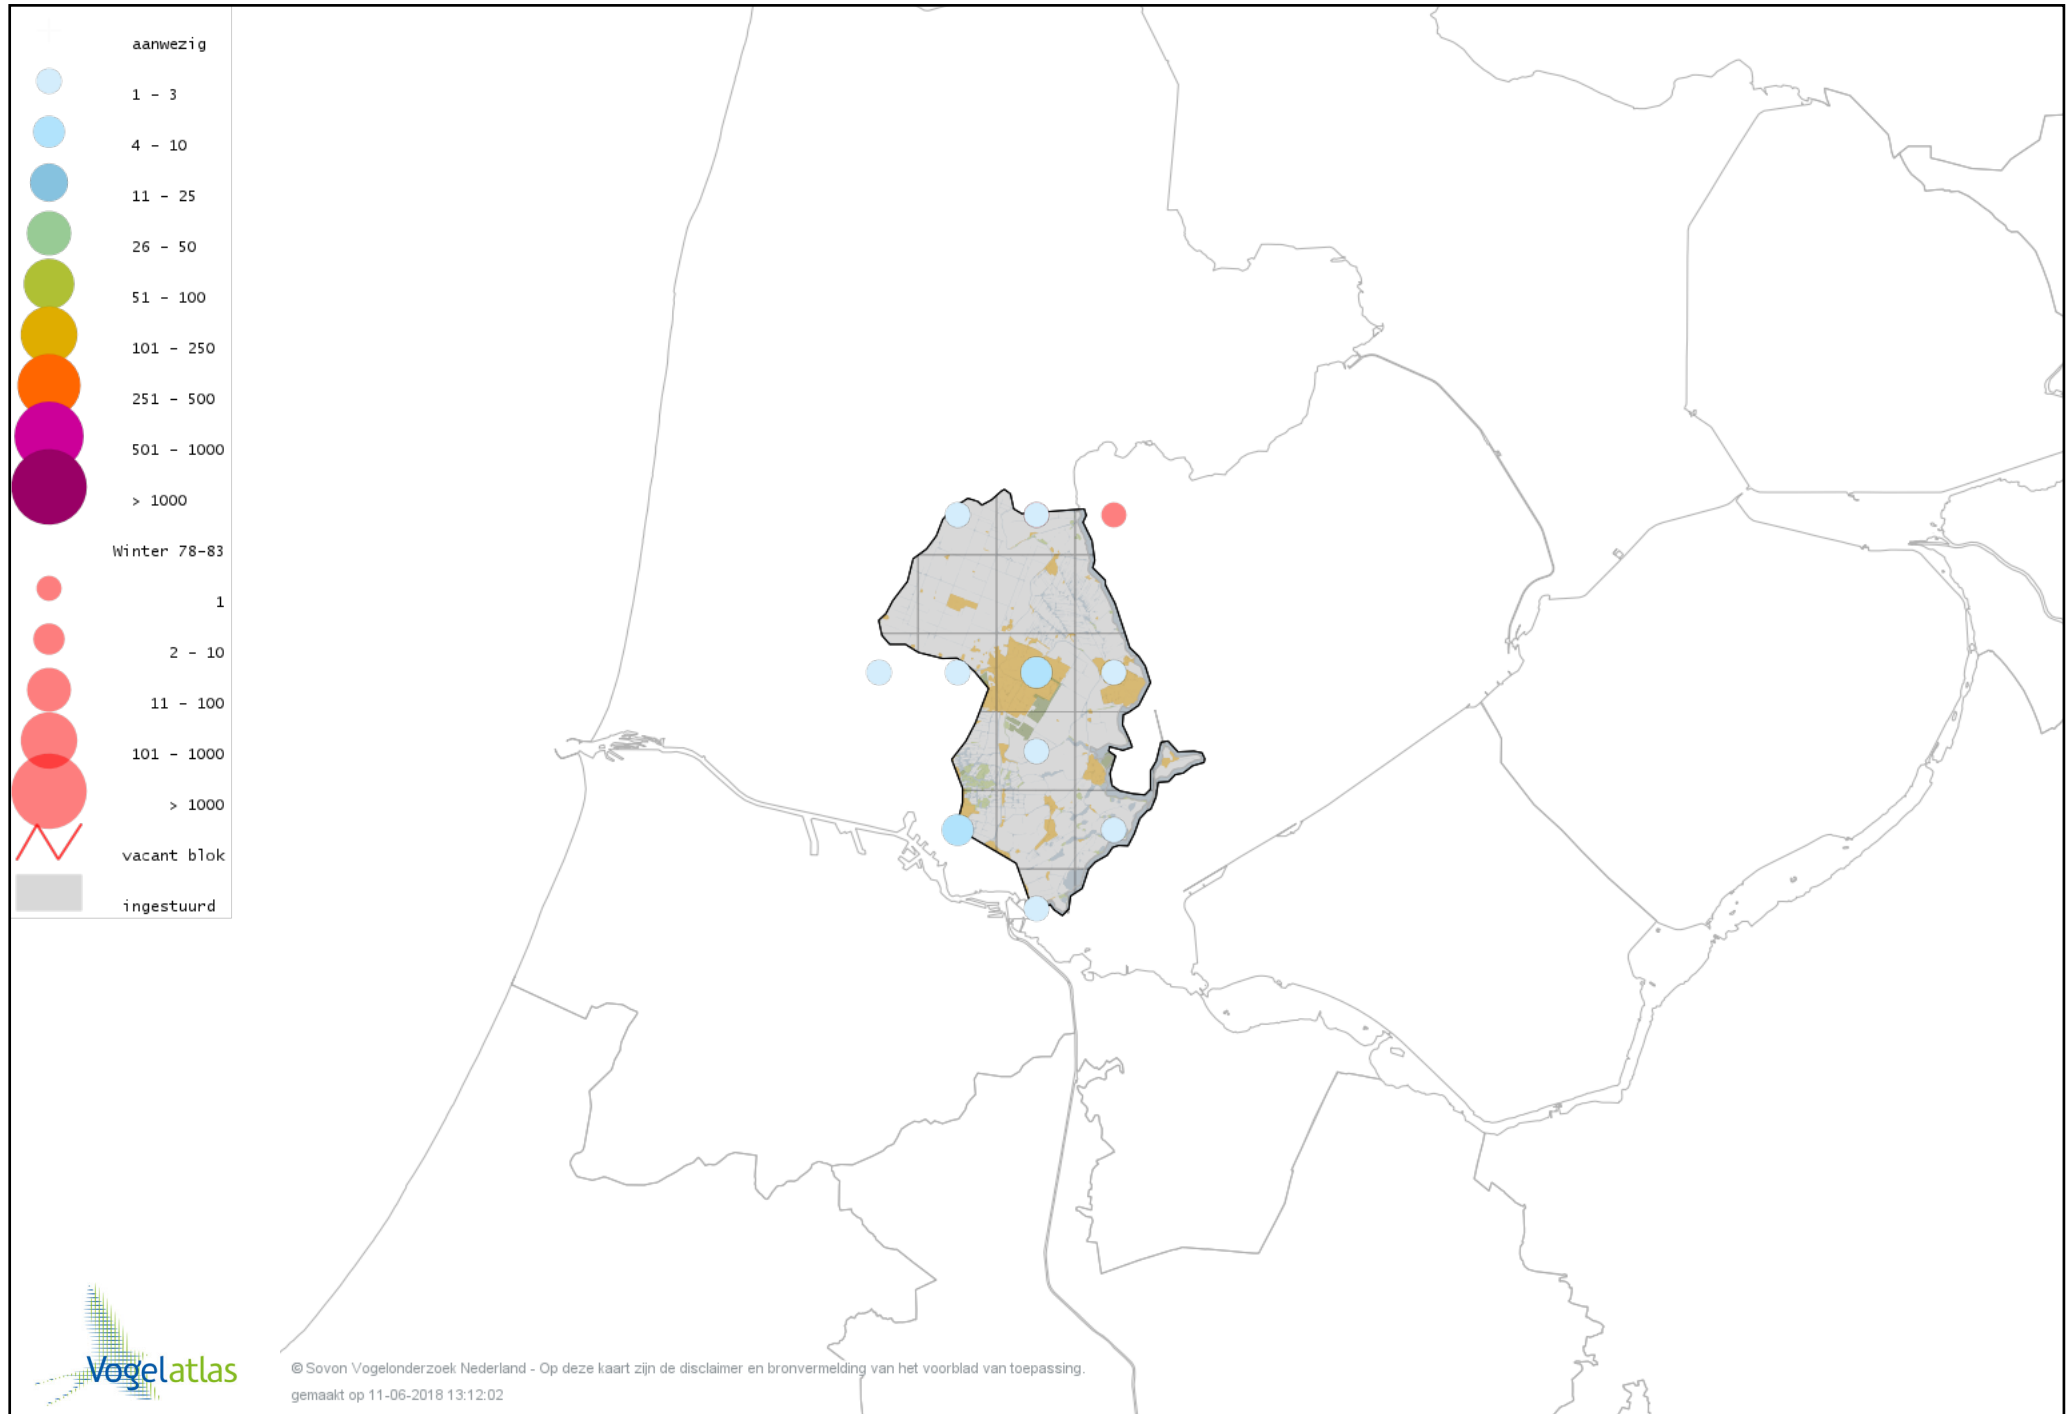 aanwezig
1 – 3
4 – 10
11 – 25
26 – 50
51 – 100
101 – 250
251 – 500
501 – 1000
> 1000
Winter 78-83
1
2 – 10
11 – 100
101 – 1000
> 1000
vacant blok
ingestuurd
Vogelatlas
© Sovon Vogelonderzoek Nederland - Op deze kaart zijn de disclaimer en bronvermelding van het voorblad van toepassing.
gemaakt op 11-06-2018 13:12:02